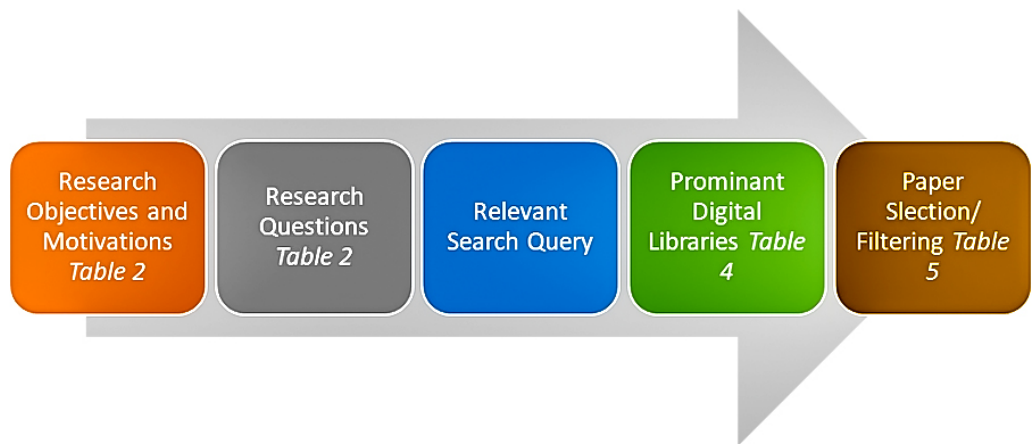 Research
Objectives and
Motivations
Table 2
Research
Questions
Table 2
Relevant
Search Query
Prominant
Digital
Libraries Table
4
Paper
Slection/
Filtering Table
5